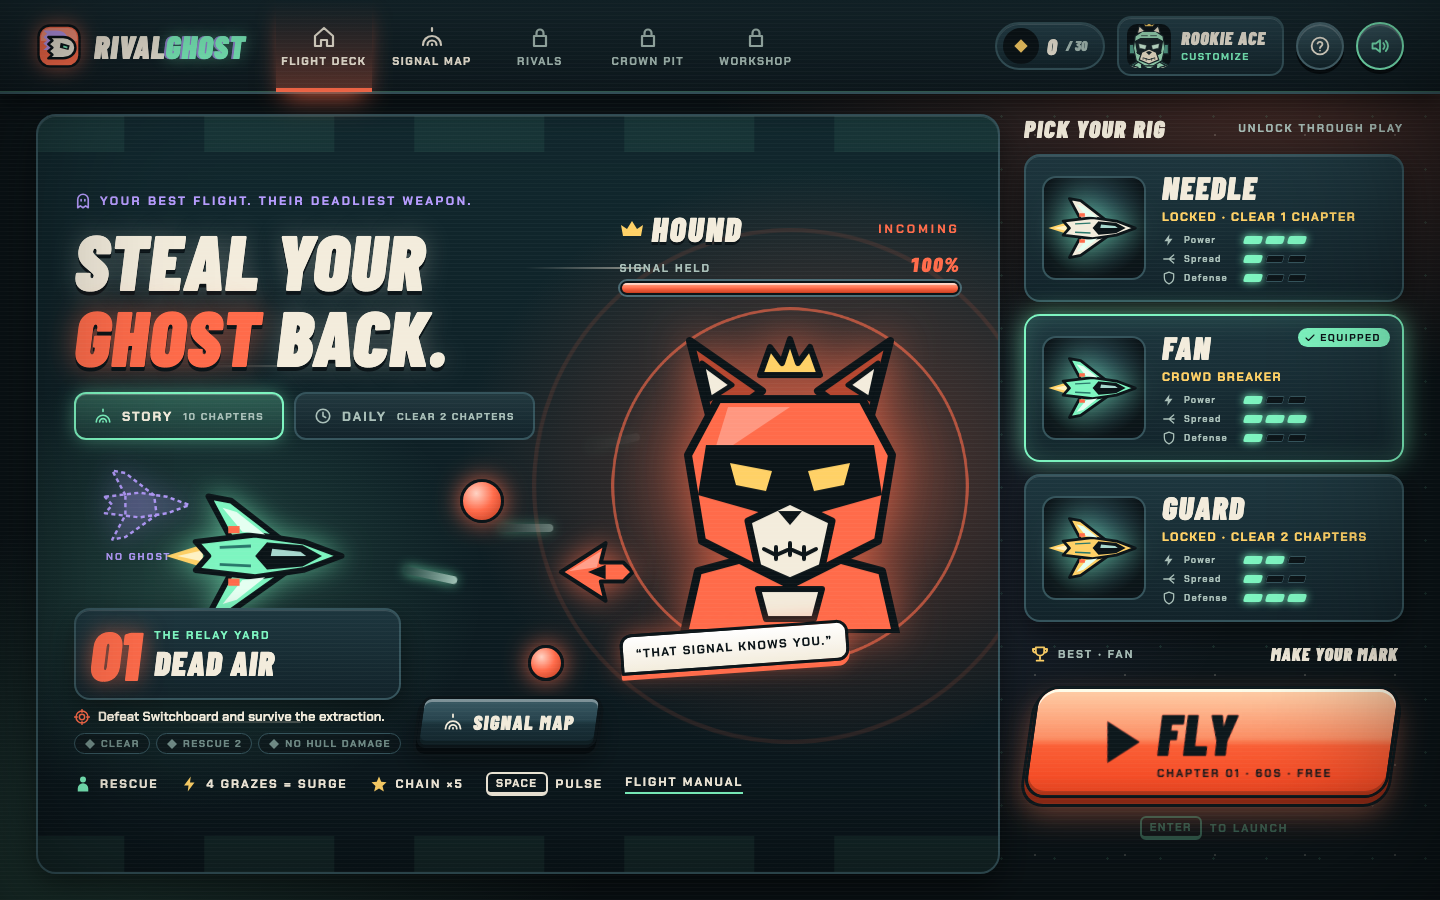 RIVALGHOST
FLIGHT DECK
SIGNAL MAP
RIVALS
CROWN PIT
WORKSHOP
0 / 30
ROOKIE ACE
CUSTOMIZE
YOUR BEST FLIGHT. THEIR DEADLIEST WEAPON.
STEAL YOUR
GHOST BACK.
STORY 10 CHAPTERS
DAILY CLEAR 2 CHAPTERS
NO GHOST
HOUND
INCOMING
SIGNAL HELD
100%
“THAT SIGNAL KNOWS YOU.”
01
THE RELAY YARD
DEAD AIR
Defeat Switchboard and survive the extraction.
CLEAR
RESCUE 2
NO HULL DAMAGE
SIGNAL MAP
RESCUE
4 GRAZES = SURGE
CHAIN ×5
SPACE PULSE
FLIGHT MANUAL
PICK YOUR RIG
UNLOCK THROUGH PLAY
NEEDLE
LOCKED · CLEAR 1 CHAPTER
Power
Spread
Defense
FAN
EQUIPPED
CROWD BREAKER
Power
Spread
Defense
GUARD
LOCKED · CLEAR 2 CHAPTERS
Power
Spread
Defense
BEST · FAN
MAKE YOUR MARK
FLY
CHAPTER 01 · 60S · FREE
ENTER TO LAUNCH